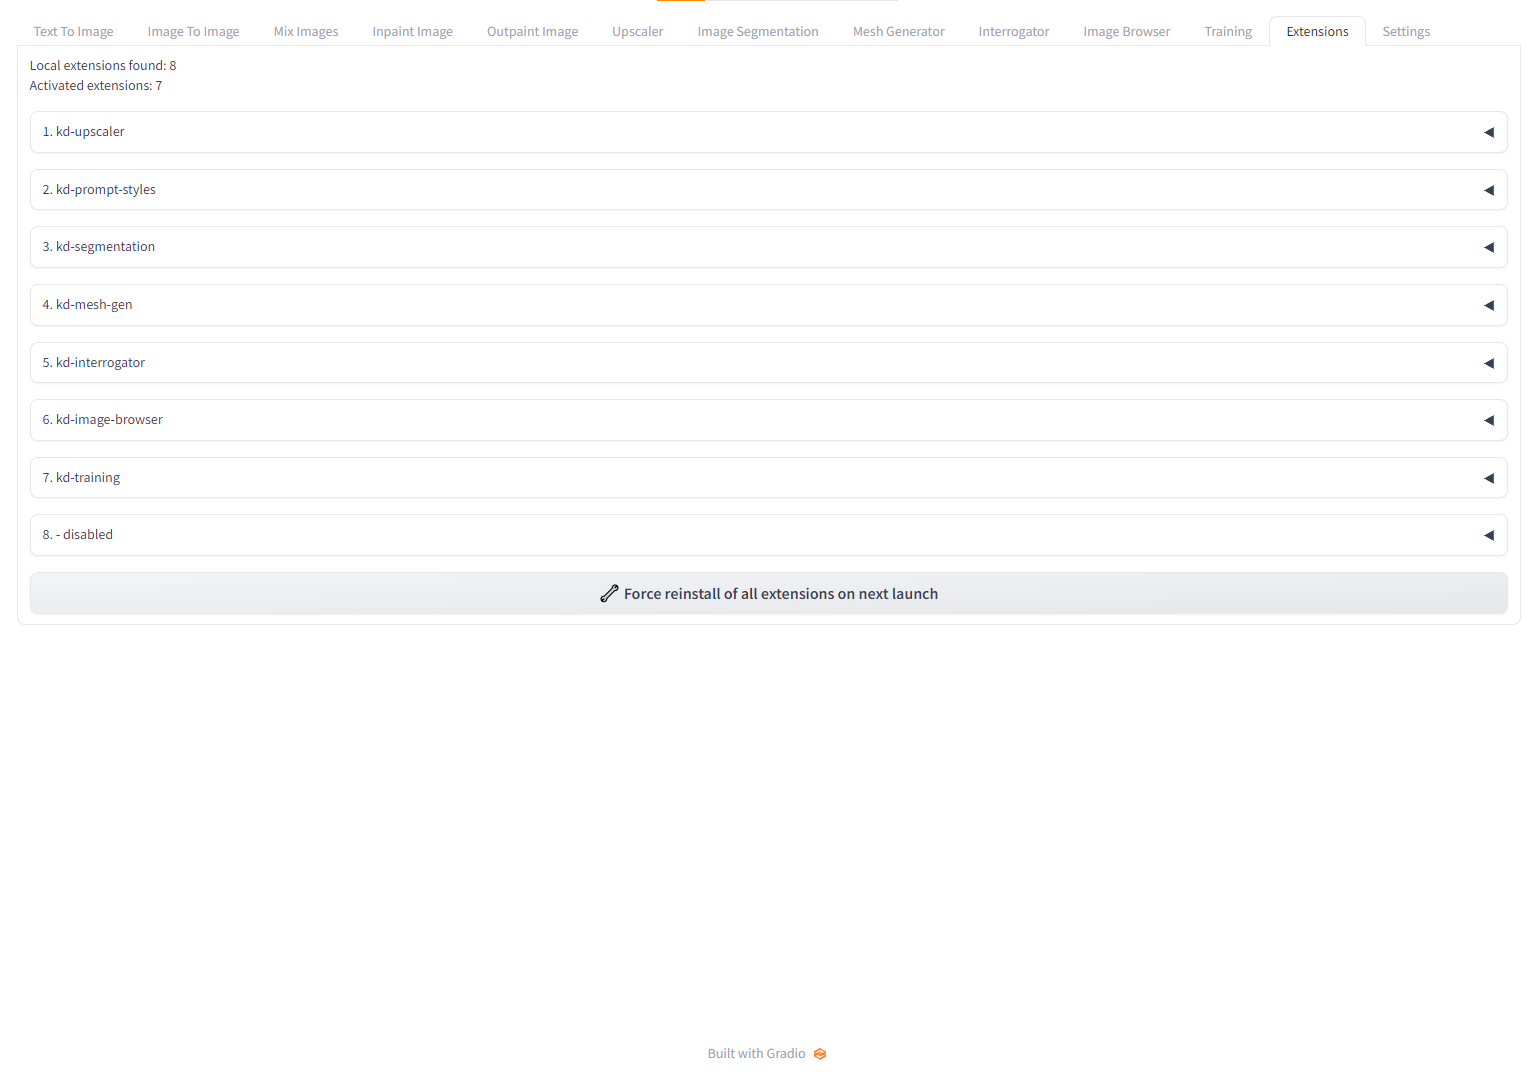 Text To Image Image To Image Mix Images Inpaint Image Outpaint Image Upscaler Image Segmentation Mesh Generator Interrogator Image Browser Training Extensions Settings
Local extensions found: 8
Activated extensions: 7
1. kd-upscaler
2. kd-prompt-styles
3. kd-segmentation
4. kd-mesh-gen
5. kd-interrogator
6. kd-image-browser
7. kd-training
8. - disabled
Force reinstall of all extensions on next launch
Built with Gradio